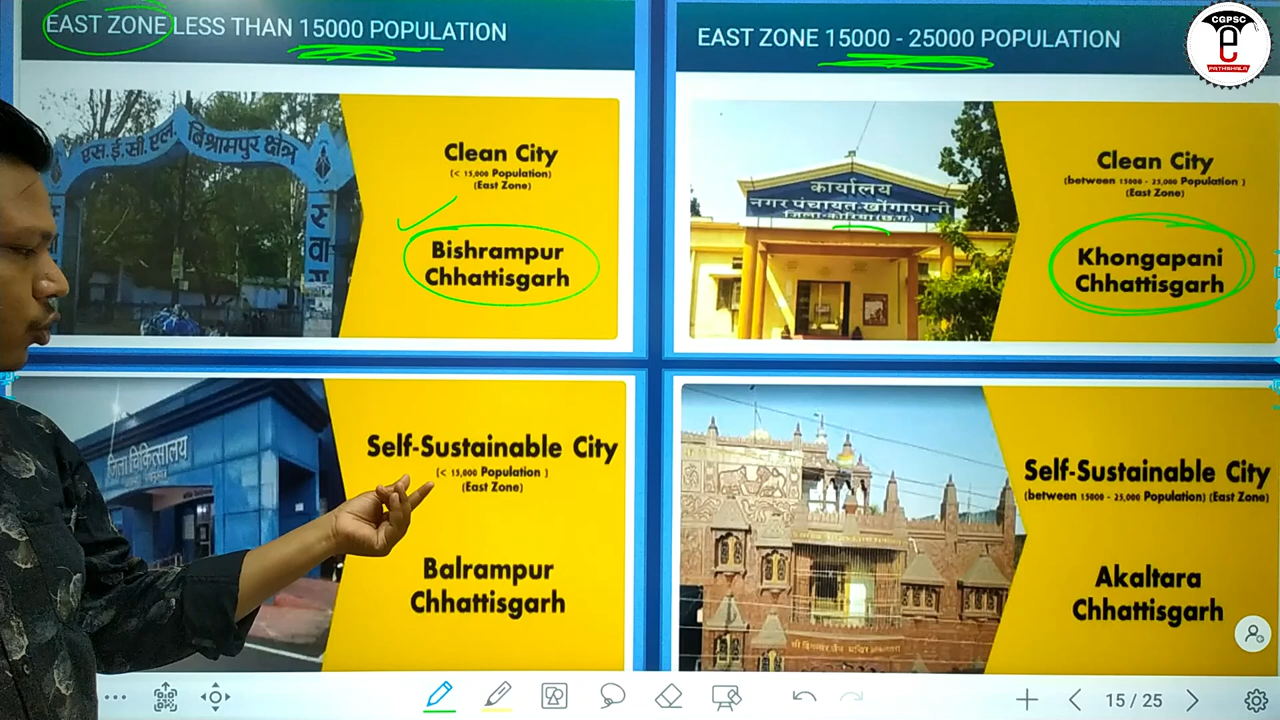 EAST ZONE LESS THAN 15000 POPULATION
EAST ZONE 15000 - 25000 POPULATION
CGPSC
e
PATHSHALA
एस.ई.सी.एल. बिश्रामपुर क्षेत्र
स्वाग
Clean City
(< 15,000 Population)
(East Zone)
Bishrampur
Chhattisgarh
कार्यालय
नगर पंचायत-खोंगापानी
जिला-कोरिया (छ.ग.)
Clean City
(between 15000 - 25,000 Population )
(East Zone)
Khongapani
Chhattisgarh
जिला चिकित्सालय
Self-Sustainable City
(< 15,000 Population )
(East Zone)
Balrampur
Chhattisgarh
Self-Sustainable City
(between 15000 - 25,000 Population) (East Zone)
Akaltara
Chhattisgarh
15 / 25